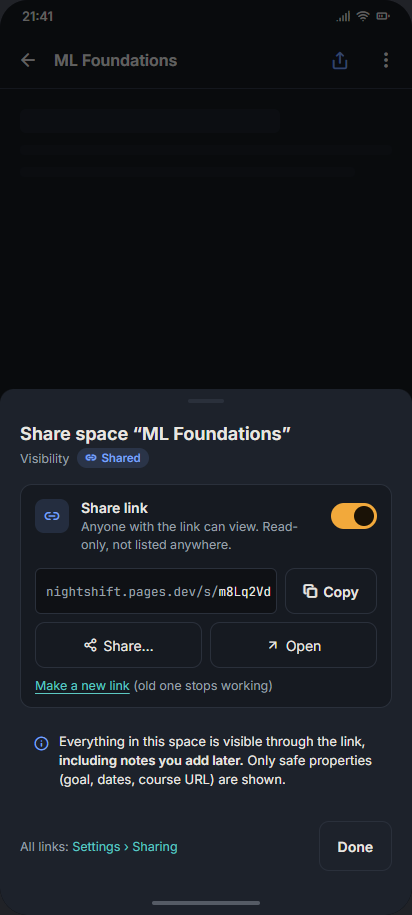 21:41
ML Foundations
Share space “ML Foundations”
Visibility Shared
Share link
Anyone with the link can view. Read-
only, not listed anywhere.
nightshift.pages.dev/s/m8Lq2Vd Copy
Share... Open
Make a new link (old one stops working)
Everything in this space is visible through the link,
including notes you add later. Only safe properties
(goal, dates, course URL) are shown.
All links: Settings › Sharing Done